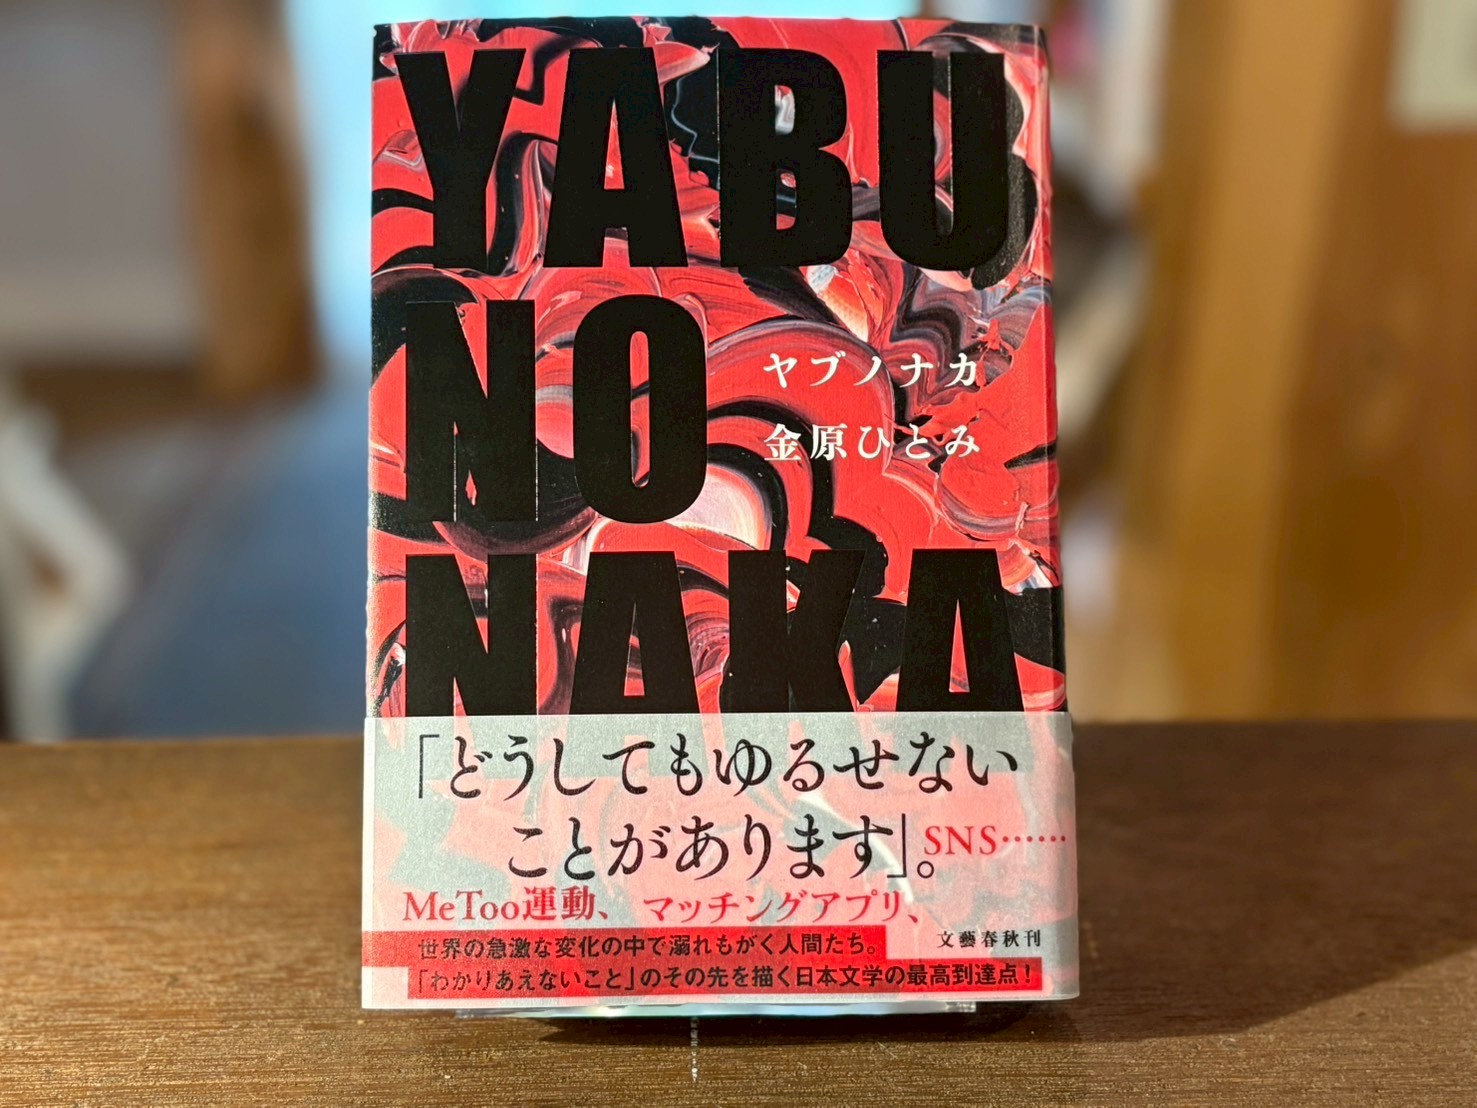 YABU
NO
ヤブノナカ
金原ひとみ
NAKA
「どうしてもゆるせない
ことがあります」。
SNS……
MeToo運動、マッチングアプリ、
世界の急激な変化の中で溺れもがく人間たち。
文藝春秋刊
「わかりあえないこと」のその先を描く日本文学の最高到達点！